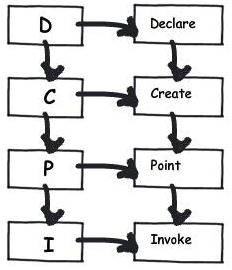 D Declare
C Create
P Point
I Invoke